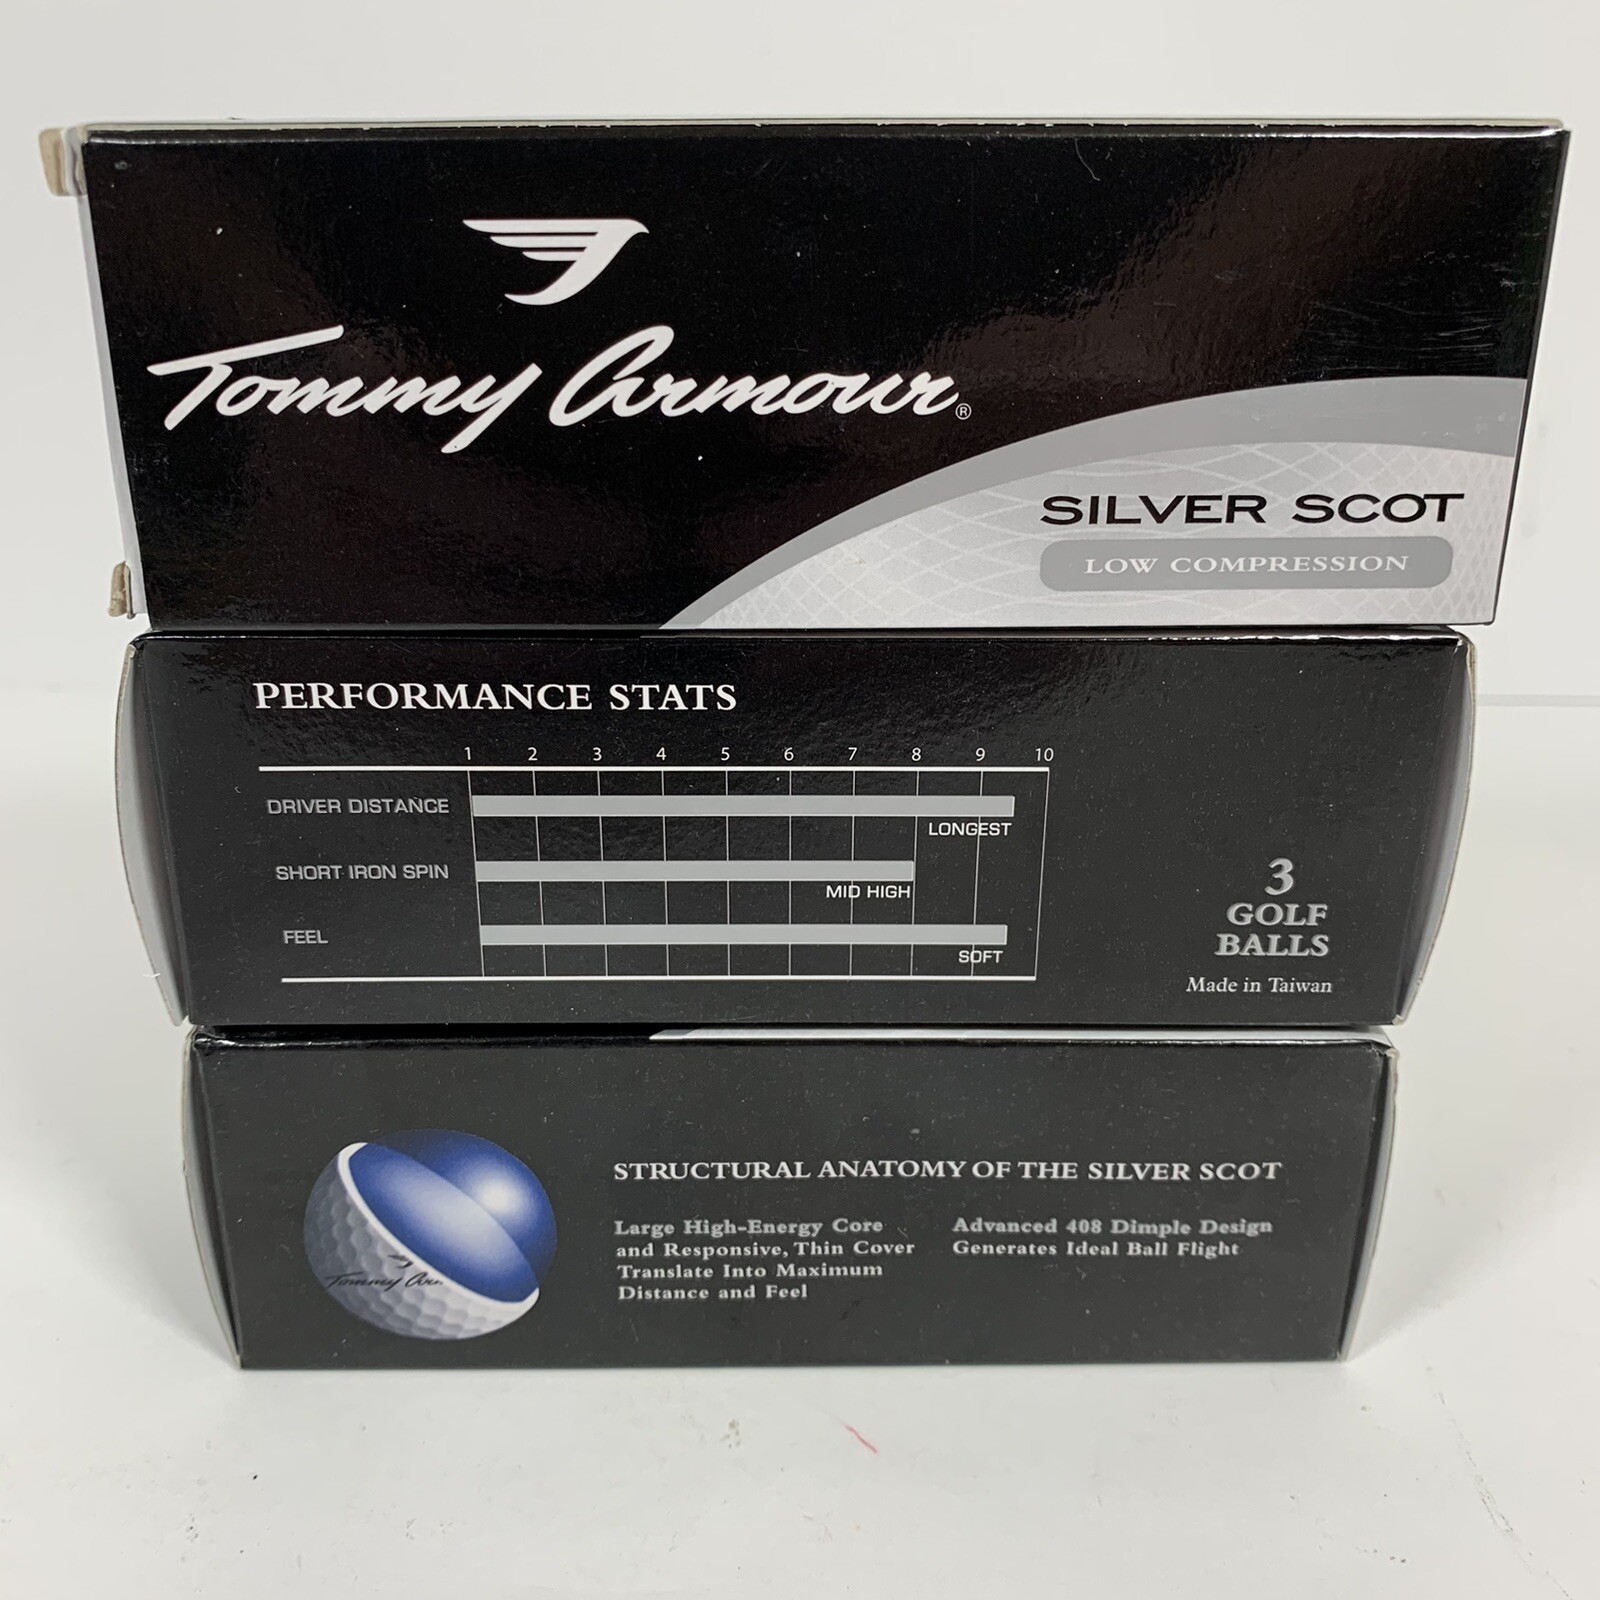 Tommy Armour®
SILVER SCOT
LOW COMPRESSION
PERFORMANCE STATS
1 2 3 4 5 6 7 8 9 10
DRIVER DISTANCE
LONGEST
SHORT IRON SPIN
MID HIGH
FEEL
SOFT
3
GOLF
BALLS
Made in Taiwan
STRUCTURAL ANATOMY OF THE SILVER SCOT
Large High-Energy Core
and Responsive, Thin Cover
Translate Into Maximum
Distance and Feel
Advanced 408 Dimple Design
Generates Ideal Ball Flight
Tommy Arm